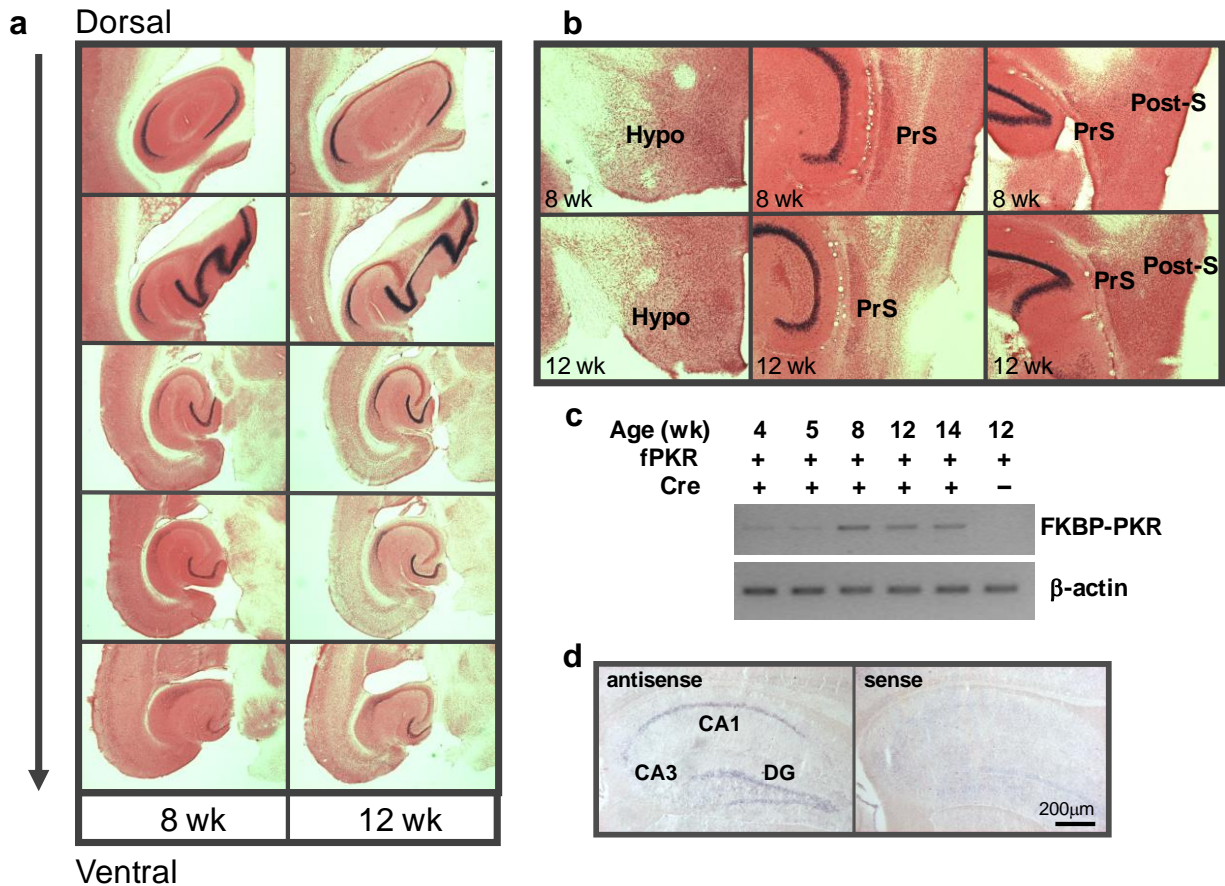 a
Dorsal
8 wk 12 wk
Ventral
b
Hypo
8 wk
PrS
8 wk
Post-S
PrS
8 wk
Hypo
12 wk
PrS
12 wk
Post-S
PrS
12 wk
c
Age (wk) 4 5 8 12 14 12
fPKR + + + + + +
Cre + + + + + –
FKBP-PKR
β-actin
d
antisense
CA1
CA3 DG
sense
200μm